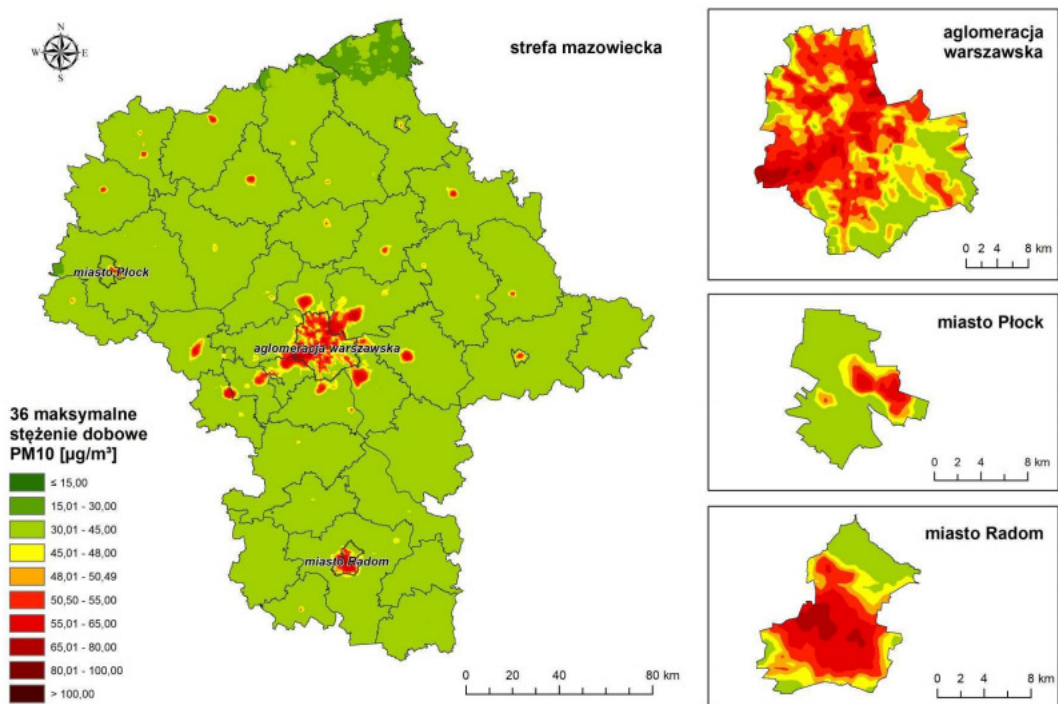 N
W E
S
strefa mazowiecka
miasto Płock
aglomeracja warszawska
miasto Radom
36 maksymalne
stężenie dobowe
PM10 [µg/m³]
≤ 15,00
15,01 - 30,00
30,01 - 45,00
45,01 - 48,00
48,01 - 50,49
50,50 - 55,00
55,01 - 65,00
65,01 - 80,00
80,01 - 100,00
> 100,00
0 20 40 80 km
aglomeracja
warszawska
0 2 4 8 km
miasto Płock
0 2 4 8 km
miasto Radom
0 2 4 8 km